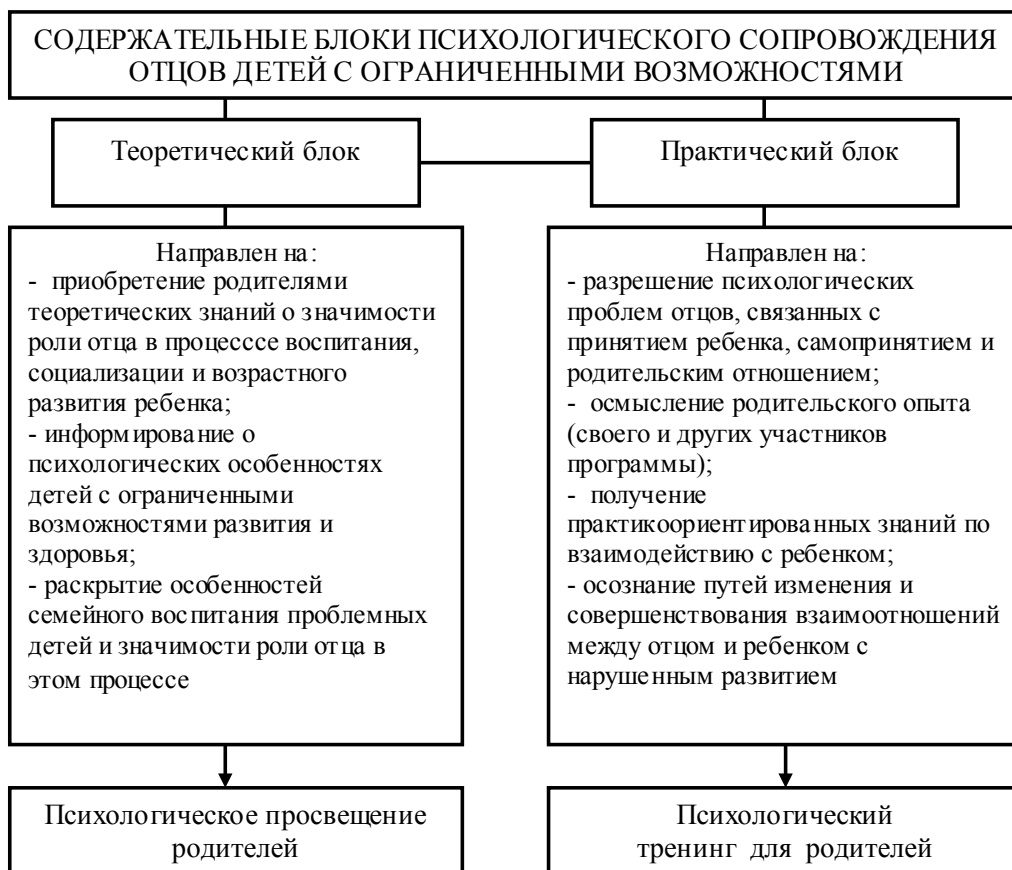 СОДЕРЖАТЕЛЬНЫЕ БЛОКИ ПСИХОЛОГИЧЕСКОГО СОПРОВОЖДЕНИЯ
ОТЦОВ ДЕТЕЙ С ОГРАНИЧЕННЫМИ ВОЗМОЖНОСТЯМИ
Теоретический блок
Практический блок
Направлен на:
- приобретение родителями
теоретических знаний о значимости
роли отца в процесссе воспитания,
социализации и возрастного
развития ребенка;
- информирование о
психологических особенностях
детей с ограниченными
возможностями развития и
здоровья;
- раскрытие особенностей
семейного воспитания проблемных
детей и значимости роли отца в
этом процессе
Направлен на:
- разрешение психологических
проблем отцов, связанных с
принятием ребенка, самопринятием и
родительским отношением;
- осмысление родительского опыта
(своего и других участников
программы);
- получение
практикоориентированных знаний по
взаимодействию с ребенком;
- осознание путей изменения и
совершенствования взаимоотношений
между отцом и ребенком с
нарушенным развитием
Психологическое просвещение
родителей
Психологический
тренинг для родителей